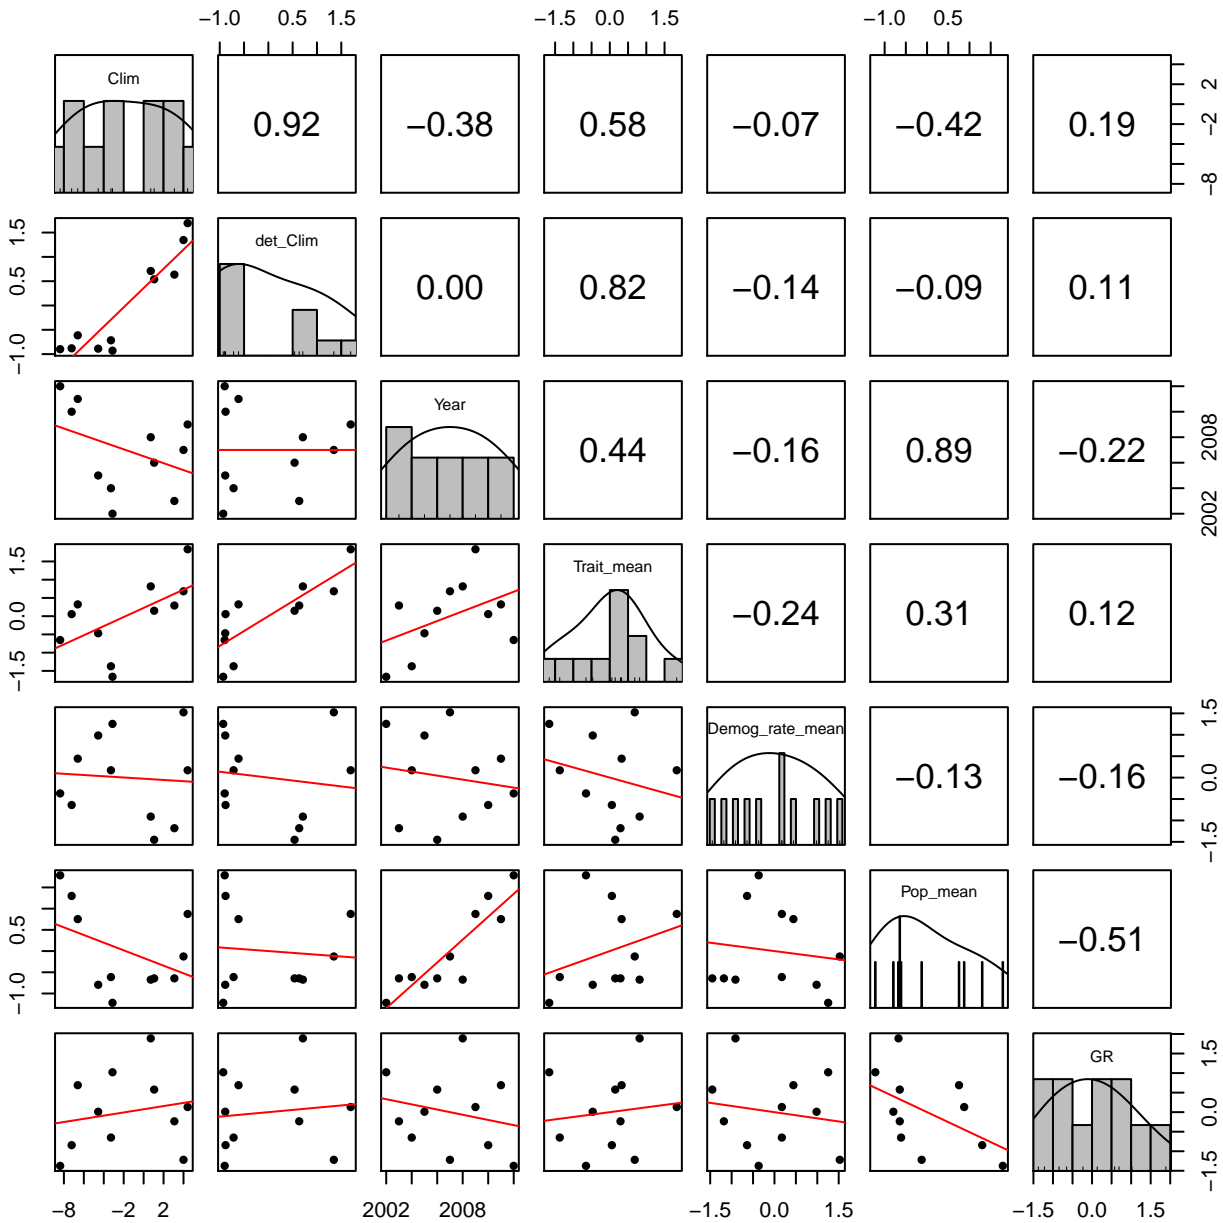 −1.0 0.5 1.5 −1.5 0.0 1.5 −1.0 0.5
Clim 0.92 −0.38 0.58 −0.07 −0.42 0.19 −8 −2 2
−1.0 0.5 1.5 det_Clim 0.00 0.82 −0.14 −0.09 0.11
Year 0.44 −0.16 0.89 −0.22 2002 2008
−1.5 0.0 1.5 Trait_mean −0.24 0.31 0.12
Demog_rate_mean −0.13 −0.16 −1.5 0.0 1.5
−1.0 0.5 Pop_mean −0.51
GR −1.5 0.0 1.5
−8 −2 2 2002 2008 −1.5 0.0 1.5 −1.5 0.0 1.5